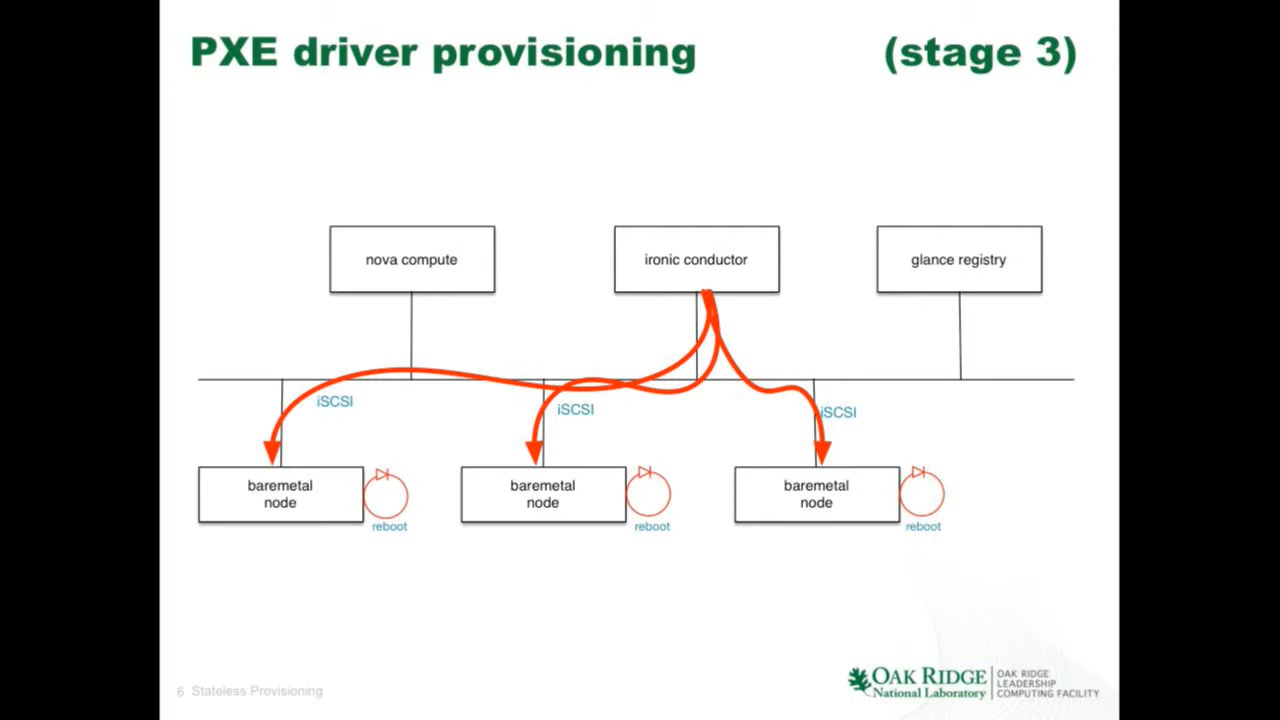 PXE driver provisioning (stage 3)
nova compute
ironic conductor
glance registry
iSCSI
iSCSI
iSCSI
baremetal
node
reboot
baremetal
node
reboot
baremetal
node
reboot
6 Stateless Provisioning
OAK RIDGE
National Laboratory
OAK RIDGE
LEADERSHIP
COMPUTING FACILITY